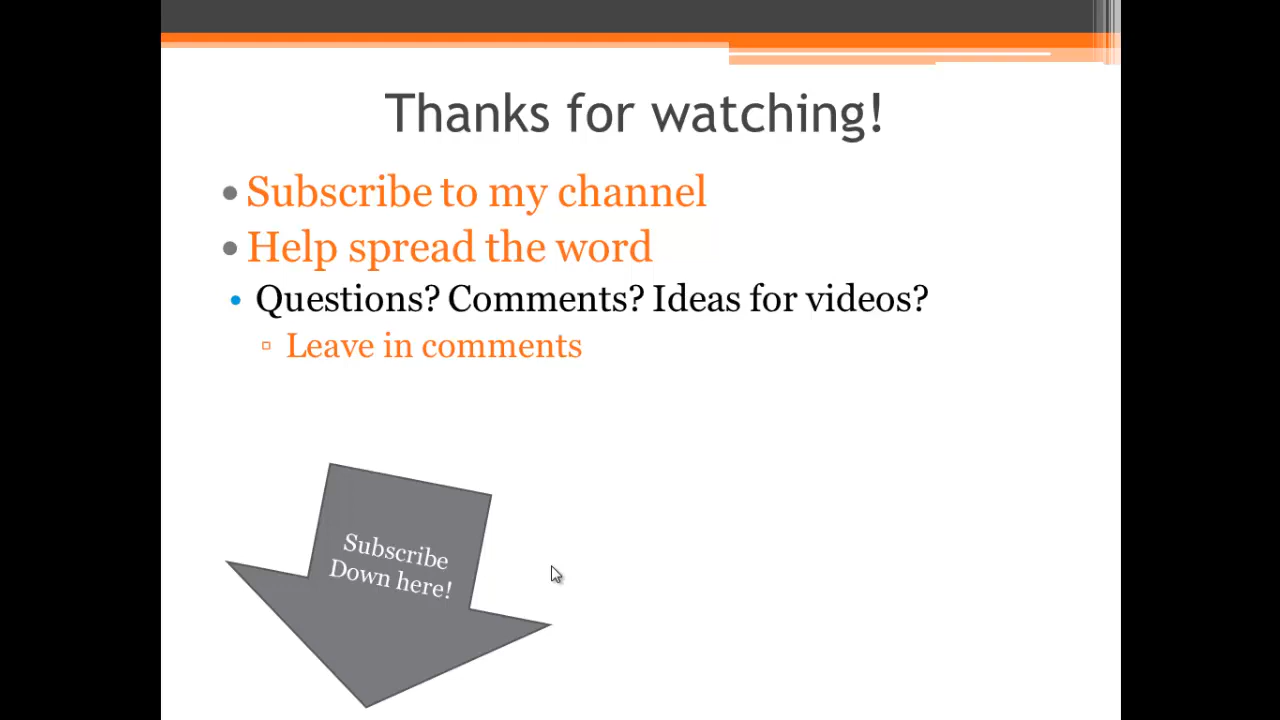 Thanks for watching!
• Subscribe to my channel
• Help spread the word
• Questions? Comments? Ideas for videos?
▫ Leave in comments
Subscribe
Down here!